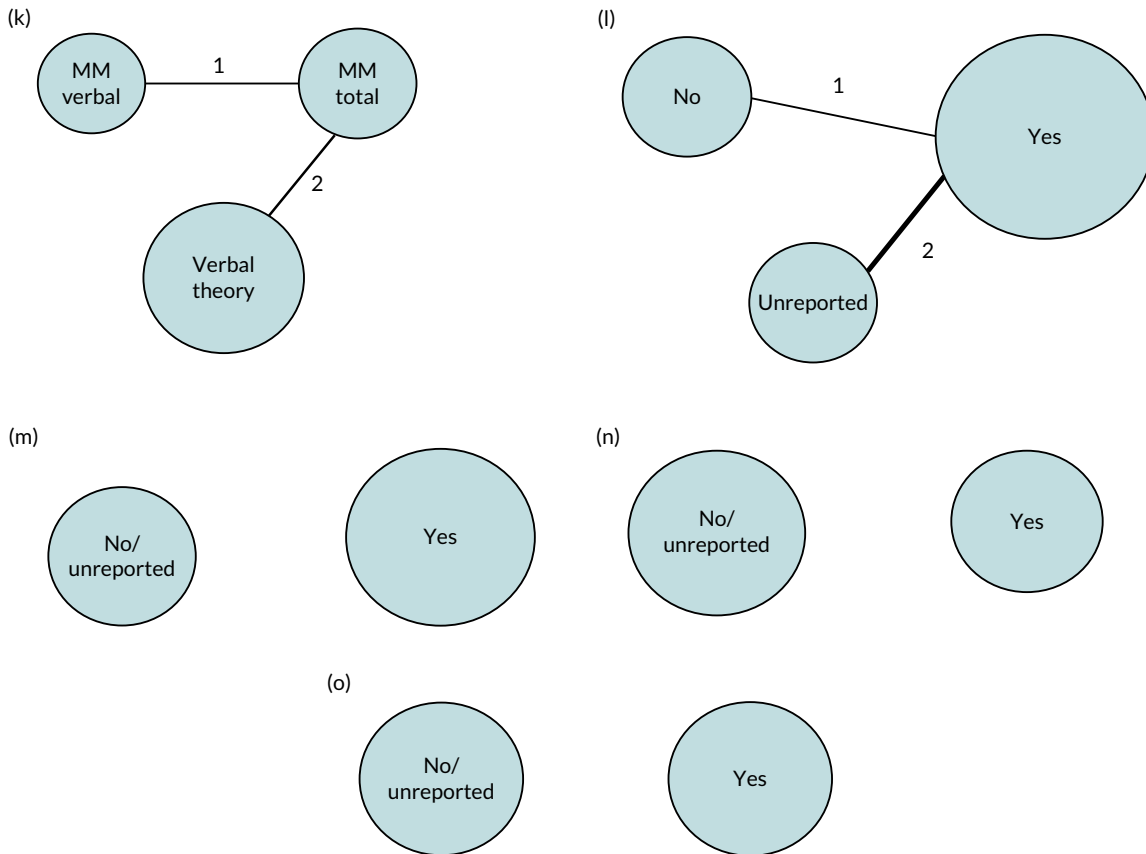 (k)
MM
verbal
1
MM
total
2
Verbal
theory
(l)
No
1
Yes
2
Unreported
(m)
No/
unreported
Yes
(n)
No/
unreported
Yes
(o)
No/
unreported
Yes